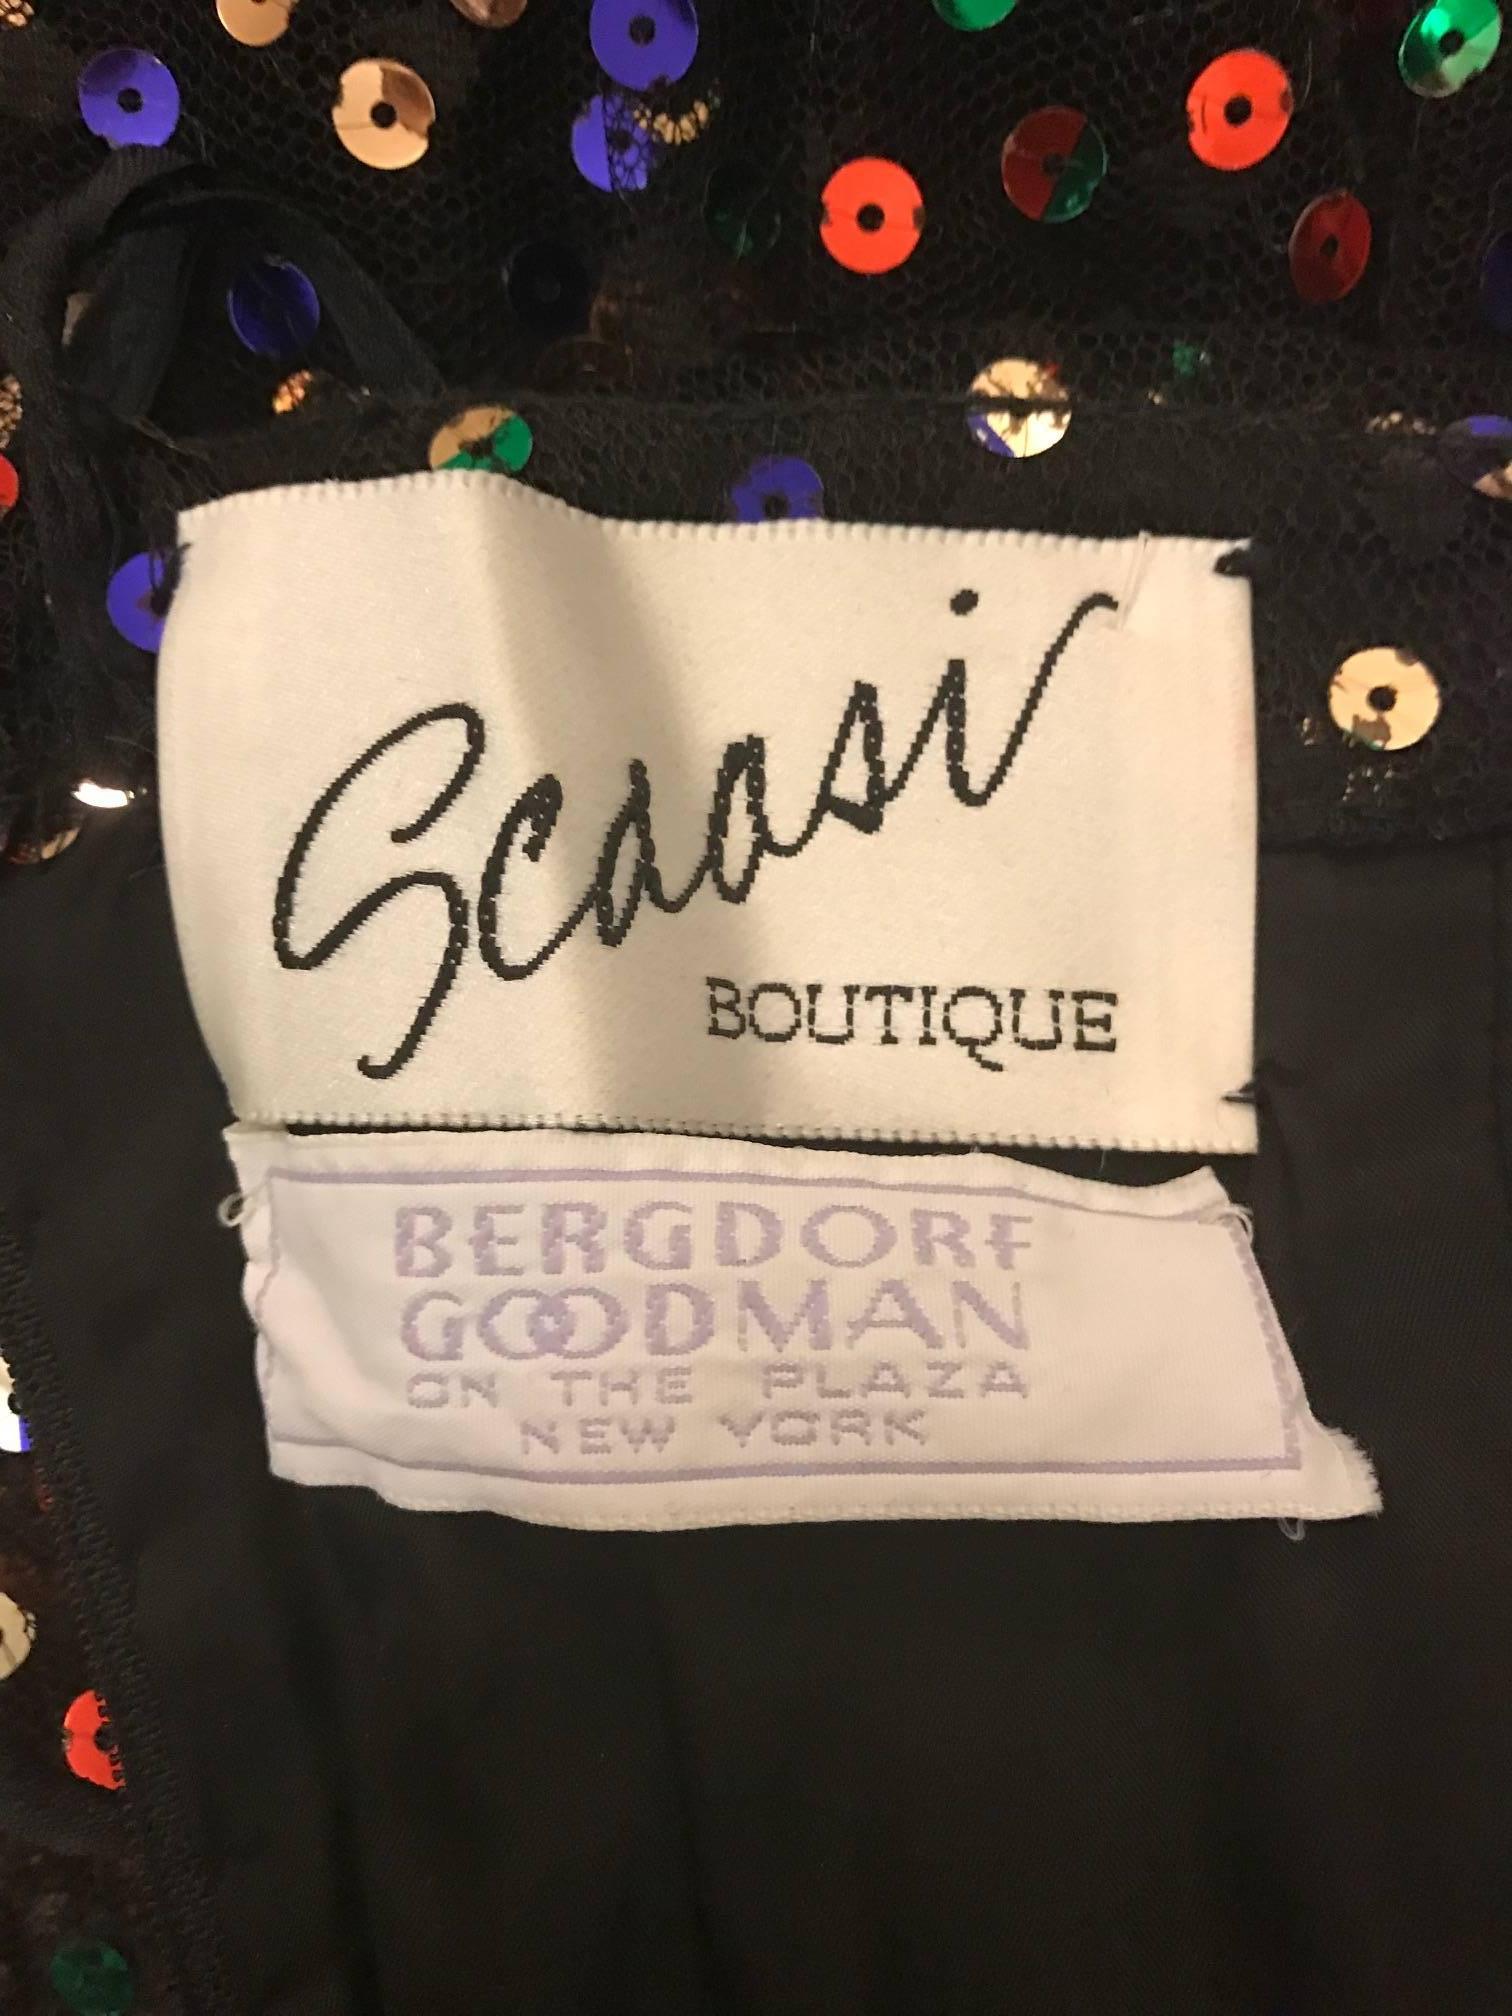 Scaasi
BOUTIQUE
BERGDORF
GOODMAN
ON THE PLAZA
NEW YORK